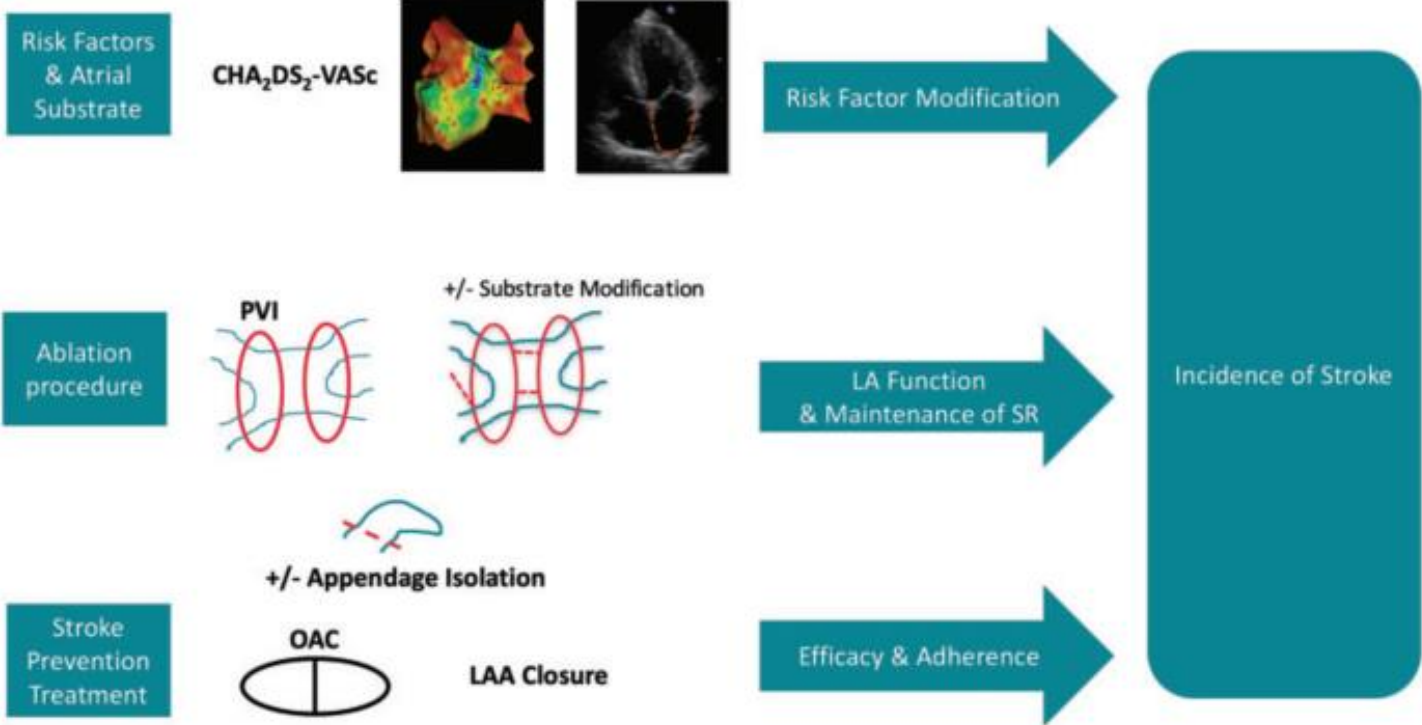 Risk Factors
& Atrial
Substrate
CHA₂DS₂-VASc
Risk Factor Modification
PVI
+/- Substrate Modification
Ablation
procedure
LA Function
& Maintenance of SR
Incidence of Stroke
+/- Appendage Isolation
Stroke
Prevention
Treatment
OAC
LAA Closure
Efficacy & Adherence